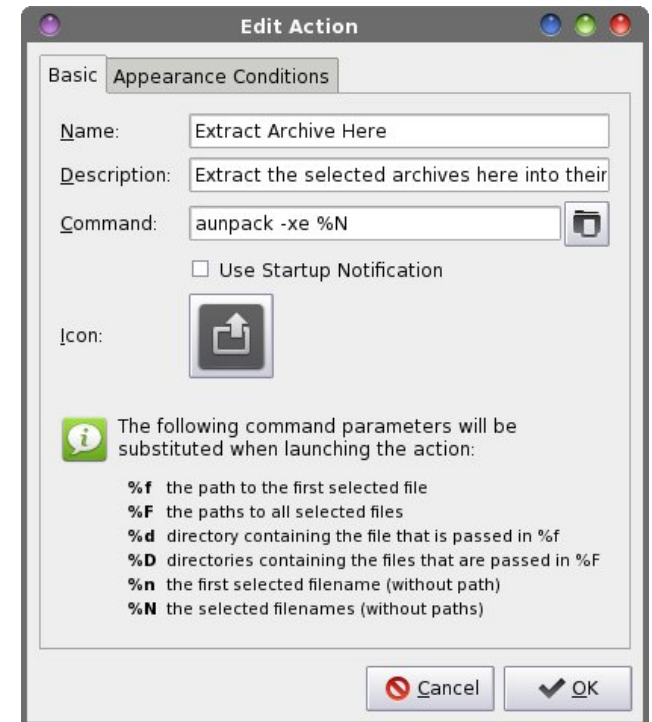 Edit Action
Basic Appearance Conditions
Name: Extract Archive Here
Description: Extract the selected archives here into their
Command: aunpack -xe %N
Use Startup Notification
Icon:
The following command parameters will be
substituted when launching the action:
%f the path to the first selected file
%F the paths to all selected files
%d directory containing the file that is passed in %f
%D directories containing the files that are passed in %F
%n the first selected filename (without path)
%N the selected filenames (without paths)
Cancel OK